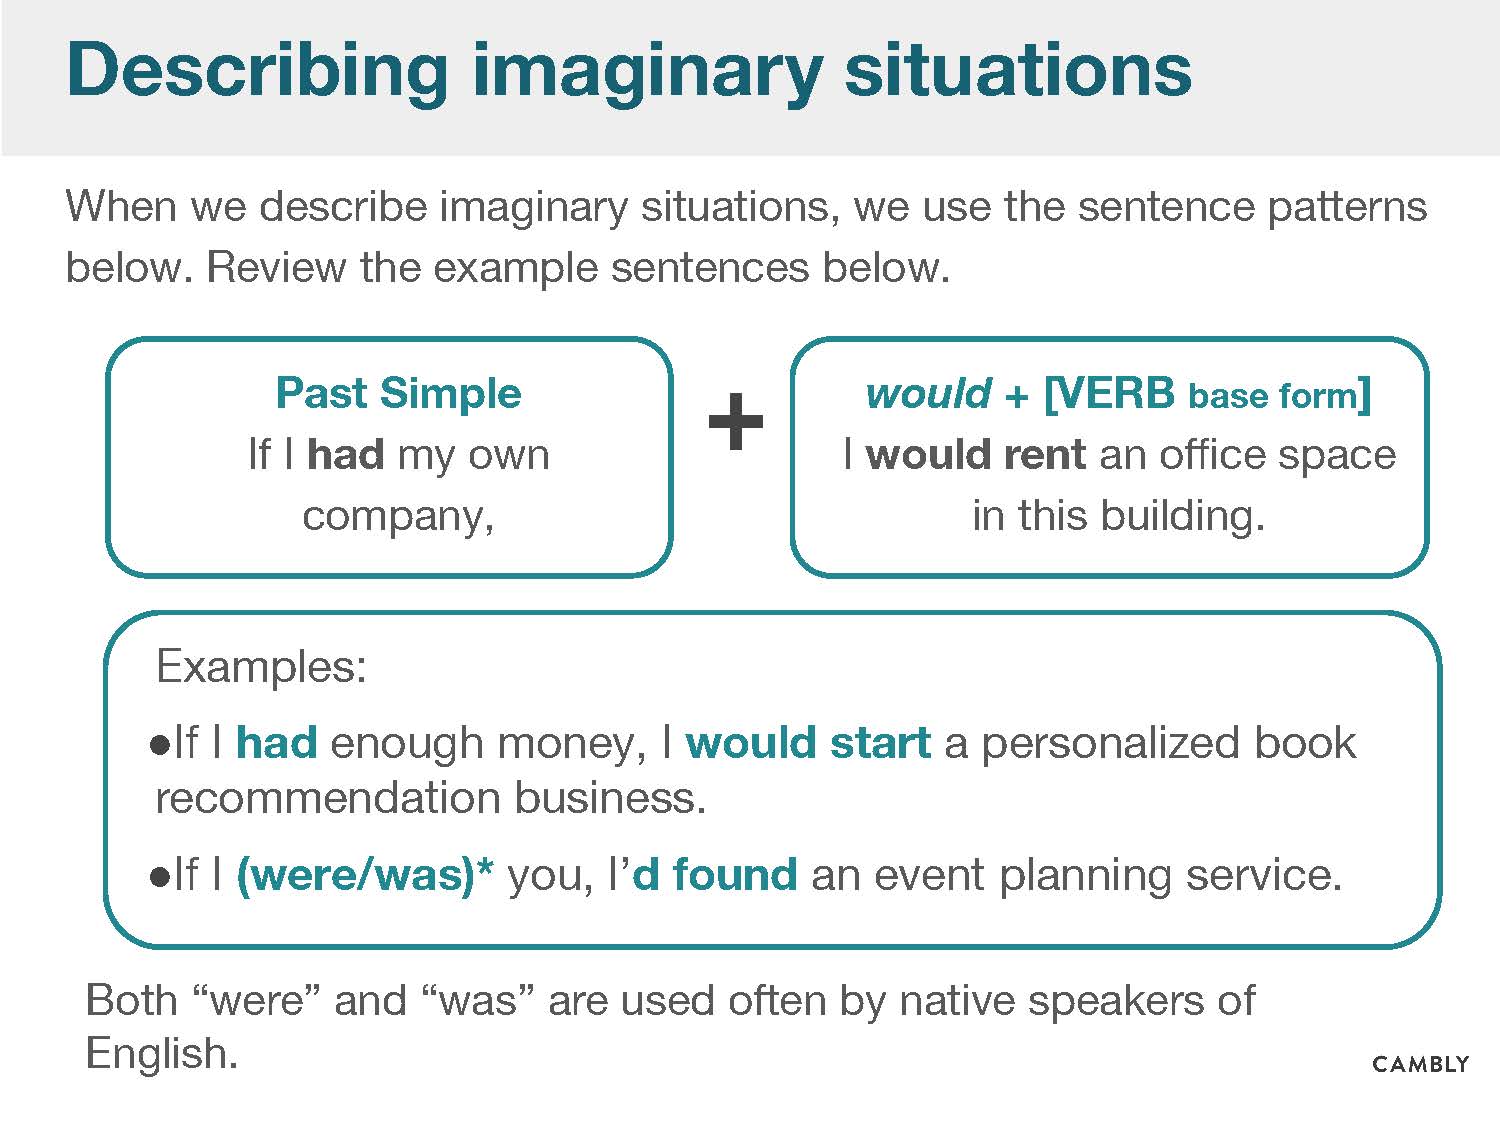 Describing imaginary situations
When we describe imaginary situations, we use the sentence patterns
below. Review the example sentences below.
Past Simple
If I had my own
company,
+
would + [VERB base form]
I would rent an office space
in this building.
Examples:
●If I had enough money, I would start a personalized book
recommendation business.
●If I (were/was)* you, I’d found an event planning service.
Both “were” and “was” are used often by native speakers of
English.
CAMBLY